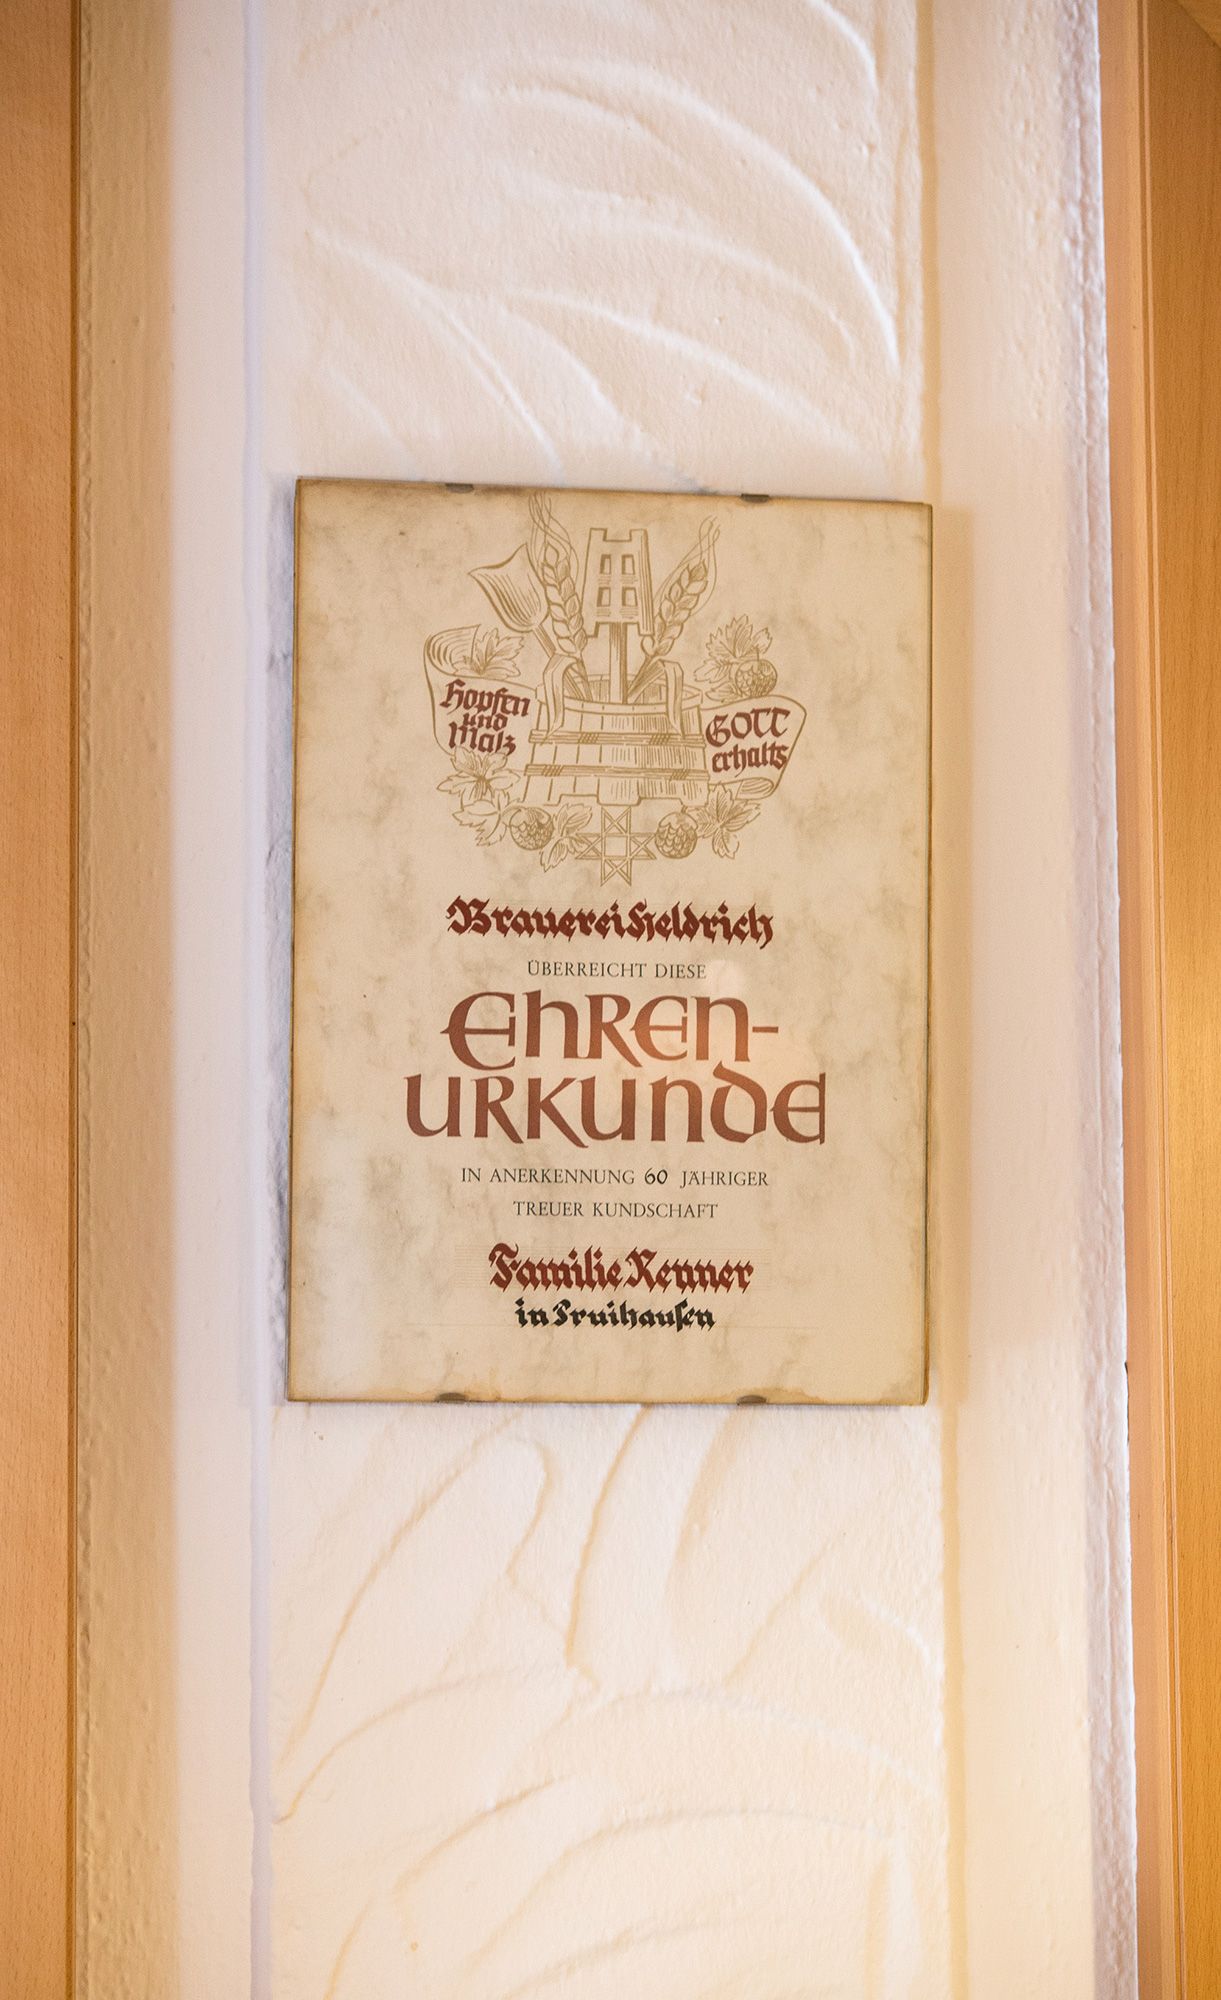 Hopfen
und
Malz
GOTT
erhalts
Brauerei Heldrich
ÜBERREICHT DIESE
EHREN-
URKUNDE
IN ANERKENNUNG 60 JÄHRIGER
TREUER KUNDSCHAFT
Familie Renner
in